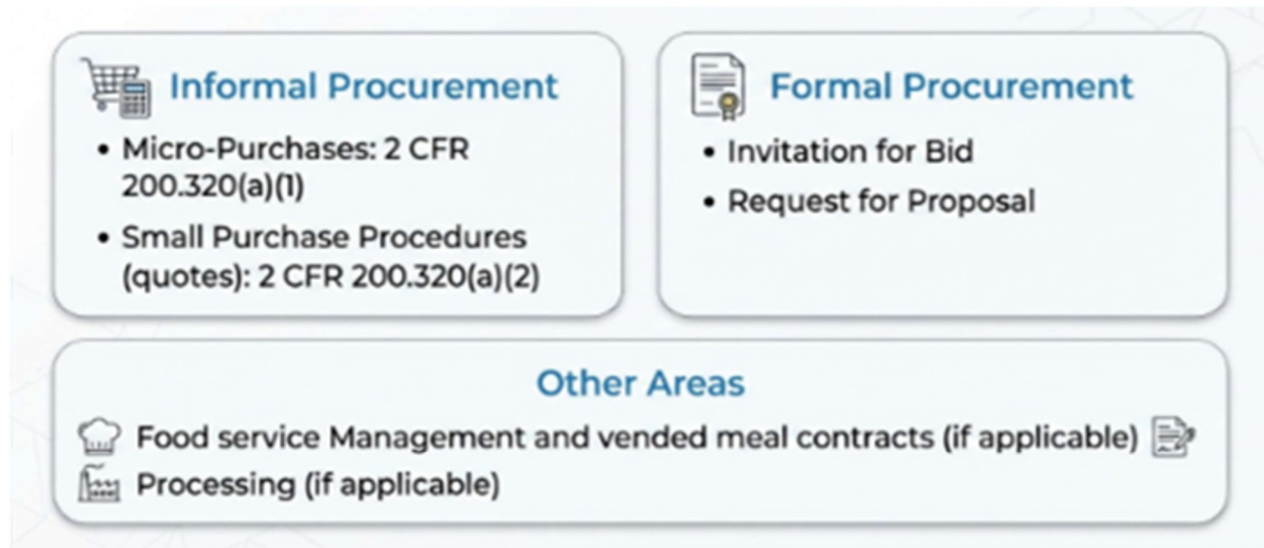 Informal Procurement
• Micro-Purchases: 2 CFR
200.320(a)(1)
• Small Purchase Procedures
(quotes): 2 CFR 200.320(a)(2)
Formal Procurement
• Invitation for Bid
• Request for Proposal
Other Areas
Food service Management and vended meal contracts (if applicable)
Processing (if applicable)